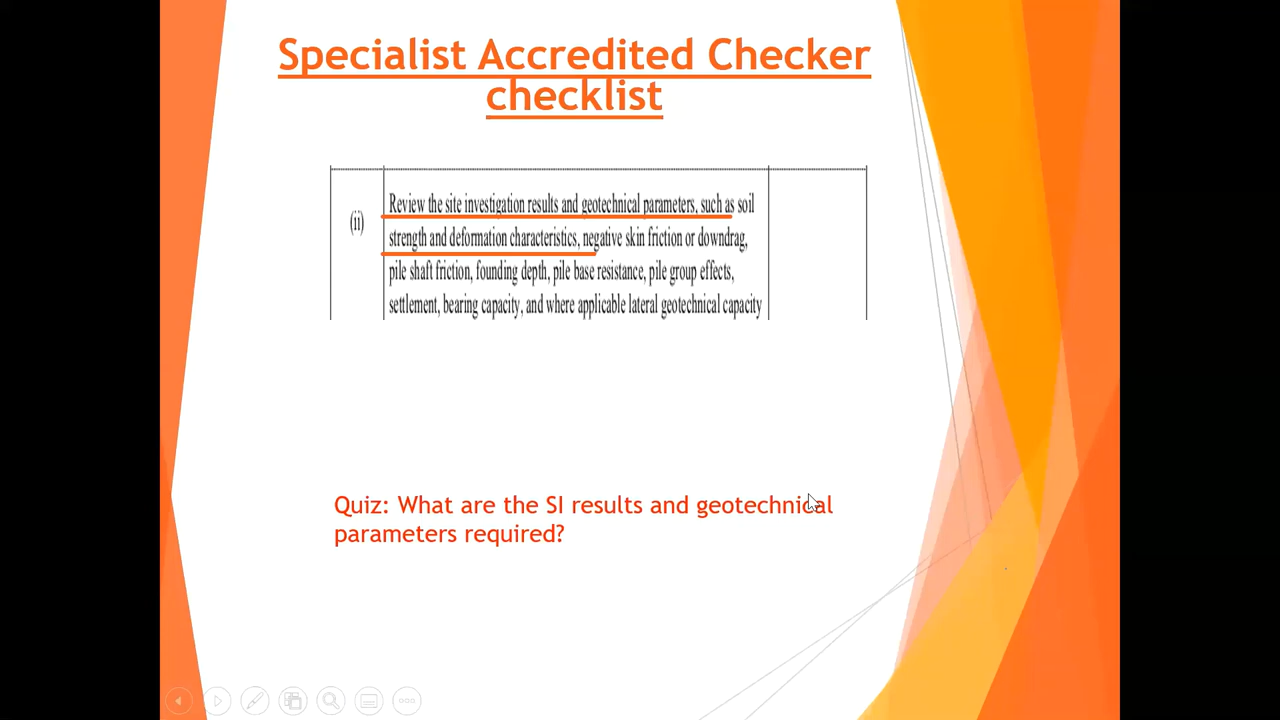 Specialist Accredited Checker
checklist
(ii)
Review the site investigation results and geotechnical parameters, such as soil
strength and deformation characteristics, negative skin friction or downdrag,
pile shaft friction, founding depth, pile base resistance, pile group effects,
settlement, bearing capacity, and where applicable lateral geotechnical capacity
Quiz: What are the SI results and geotechnical
parameters required?